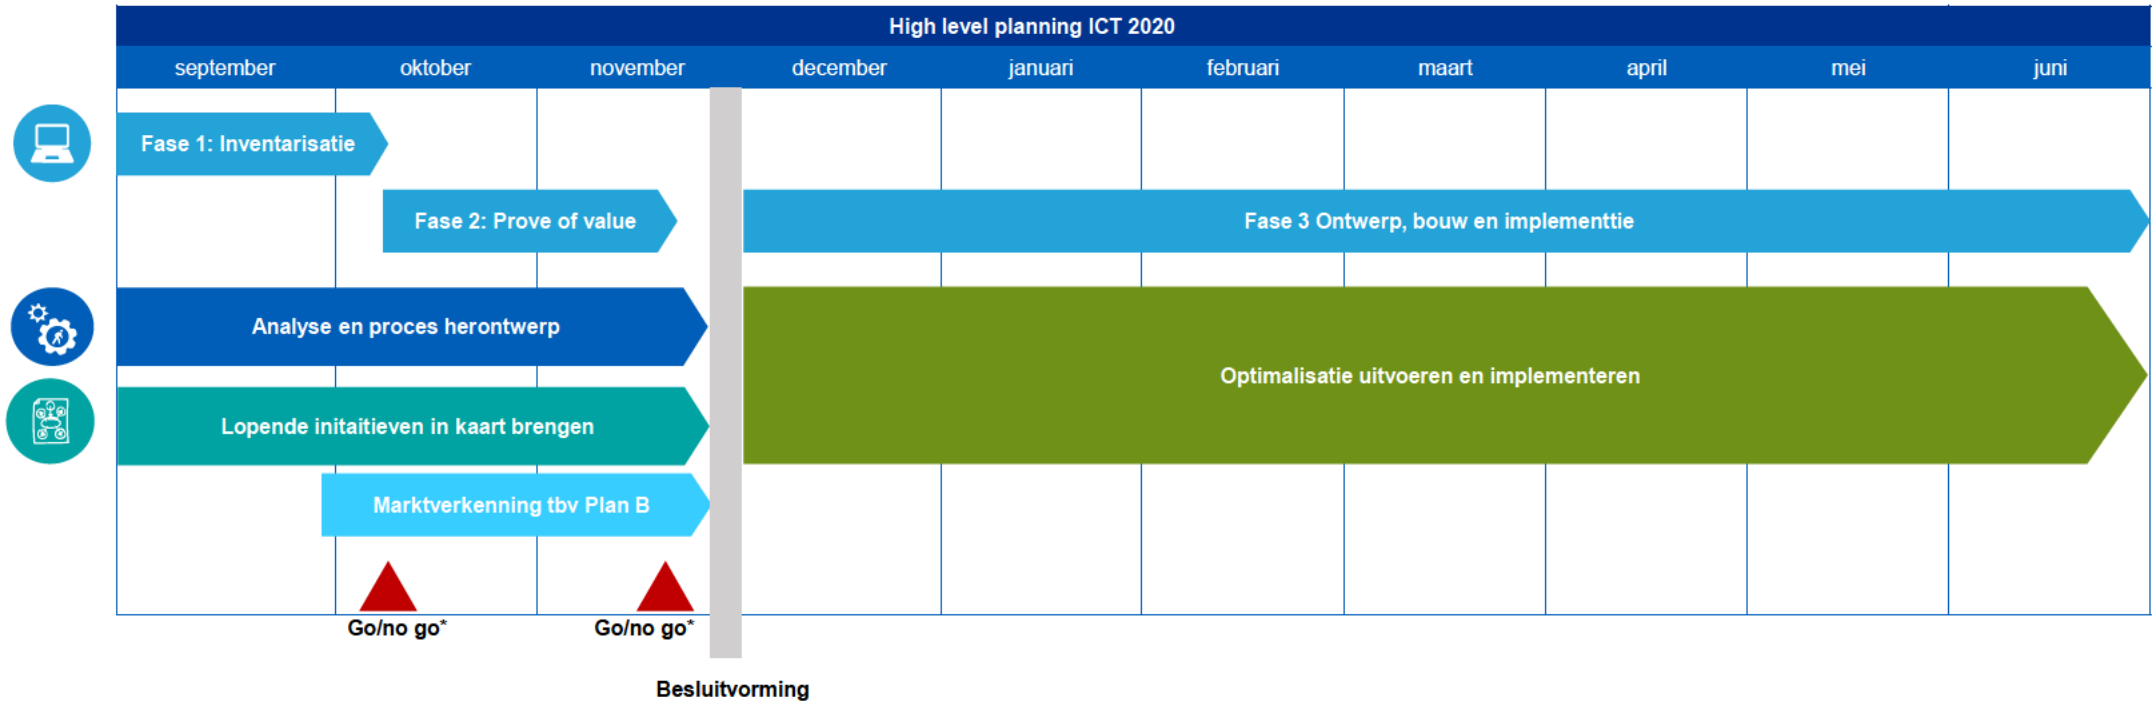 High level planning ICT 2020
september oktober november december januari februari maart april mei juni
Fase 1: Inventarisatie
Fase 2: Prove of value
Fase 3 Ontwerp, bouw en implementtie
Analyse en proces herontwerp
Optimalisatie uitvoeren en implementeren
Lopende initaitieven in kaart brengen
Marktverkenning tbv Plan B
Go/no go* Go/no go*
Besluitvorming